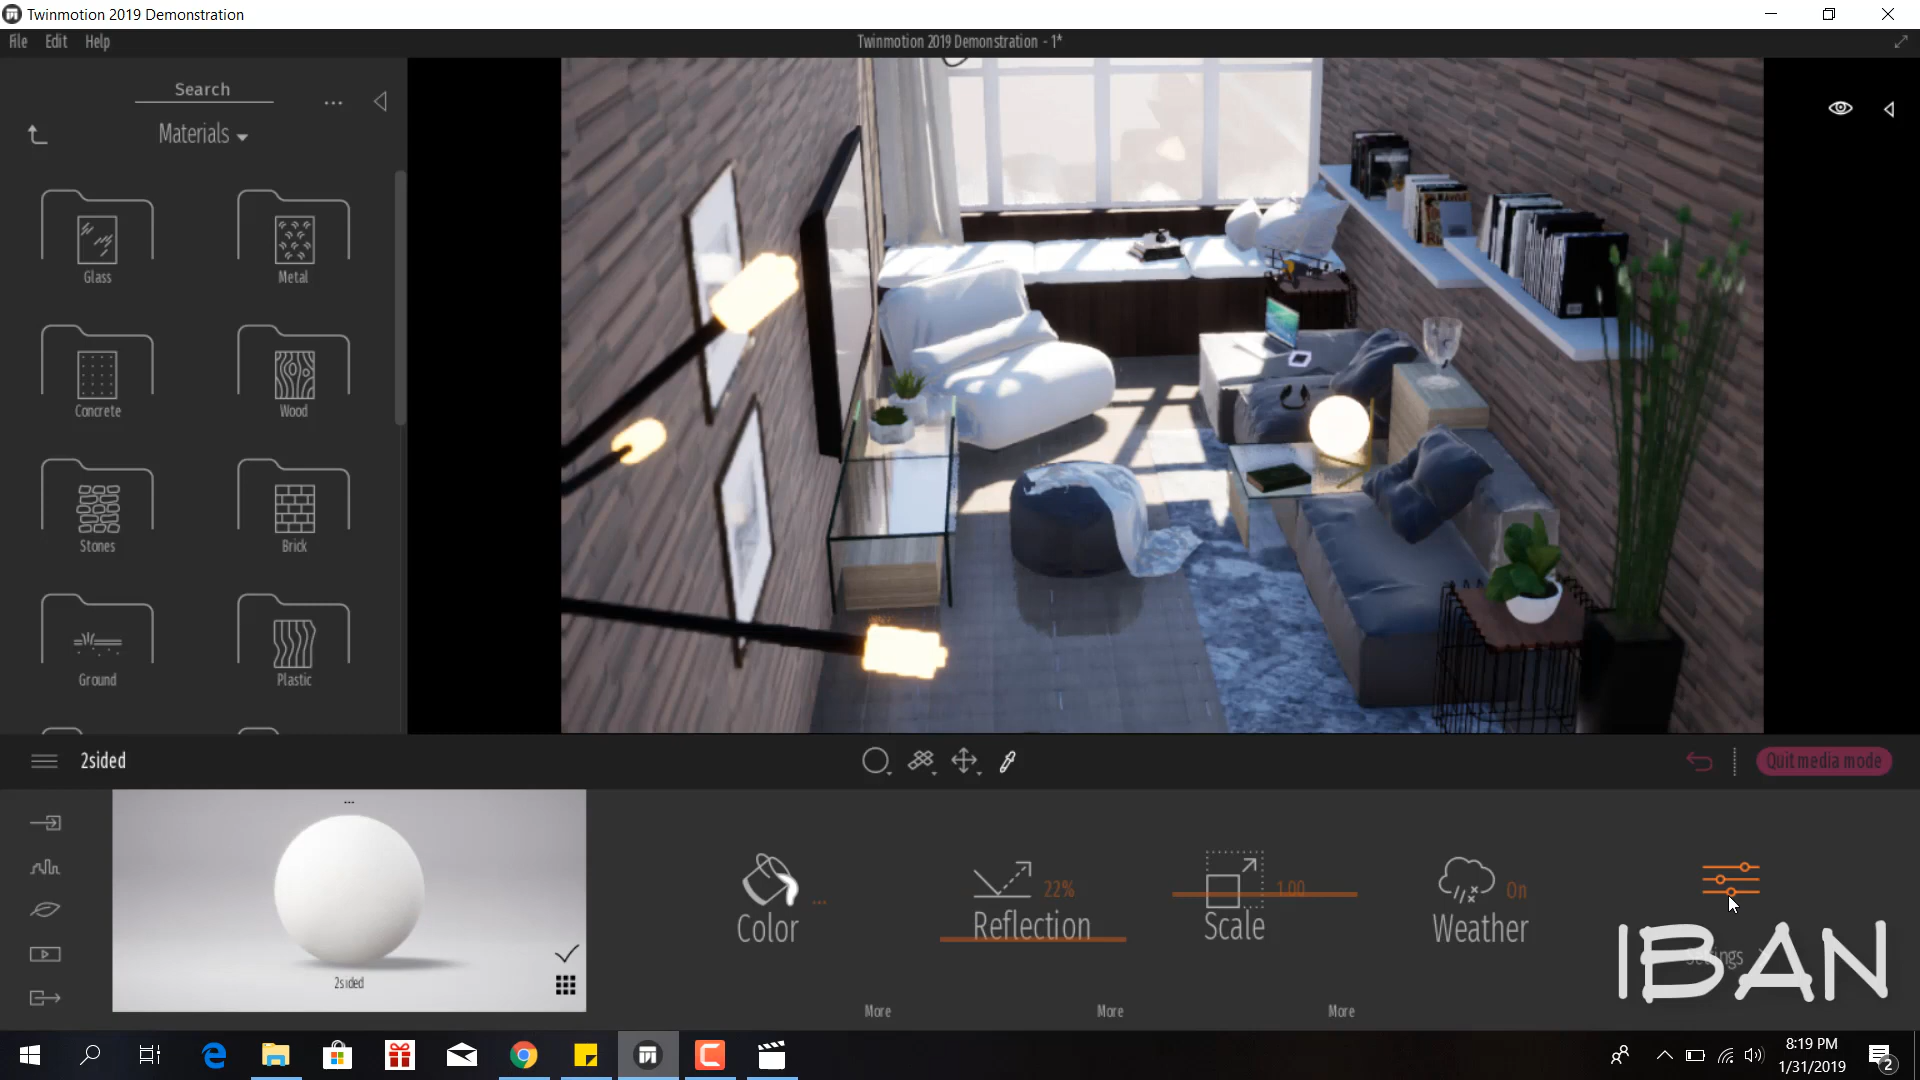 Twinmotion 2019 Demonstration
File Edit Help
Twinmotion 2019 Demonstration - 1*
Search
...
Materials
Glass
Metal
Concrete
Wood
Stones
Brick
Ground
Plastic
2sided
Quit media mode
...
2sided
Color ...
Reflection 22%
Scale 1.00
Weather On
Settings
More
More
More
IBAN
8:19 PM
1/31/2019
2